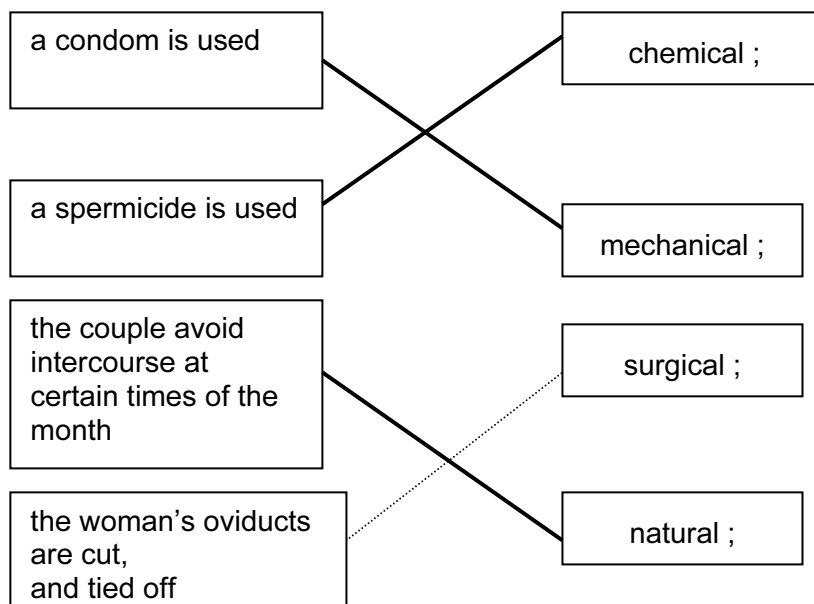 a condom is used
chemical ;
a spermicide is used
mechanical ;
the couple avoid
intercourse at
certain times of the
month
surgical ;
the woman’s oviducts
are cut,
and tied off
natural ;